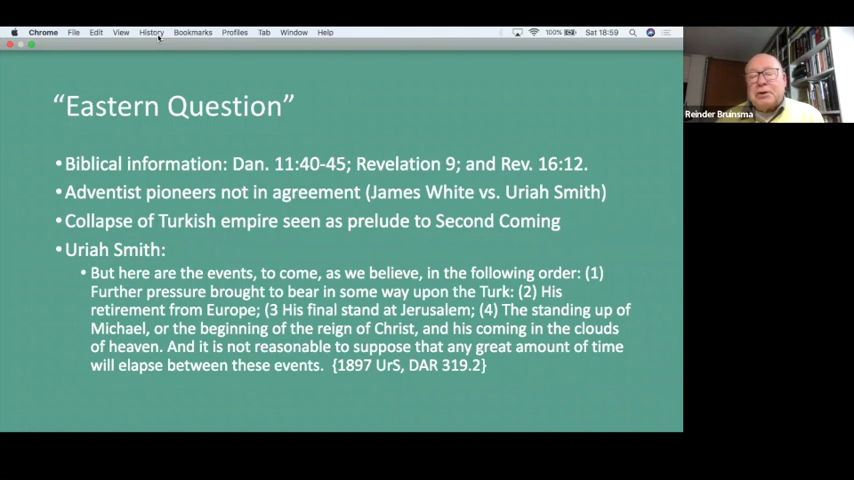 Chrome File Edit View History Bookmarks Profiles Tab Window Help 100% Sat 18:59
Reinder Bruinsma
“Eastern Question”
• Biblical information: Dan. 11:40-45; Revelation 9; and Rev. 16:12.
• Adventist pioneers not in agreement (James White vs. Uriah Smith)
• Collapse of Turkish empire seen as prelude to Second Coming
• Uriah Smith:
• But here are the events, to come, as we believe, in the following order: (1)
Further pressure brought to bear in some way upon the Turk: (2) His
retirement from Europe; (3 His final stand at Jerusalem; (4) The standing up of
Michael, or the beginning of the reign of Christ, and his coming in the clouds
of heaven. And it is not reasonable to suppose that any great amount of time
will elapse between these events. {1897 UrS, DAR 319.2}